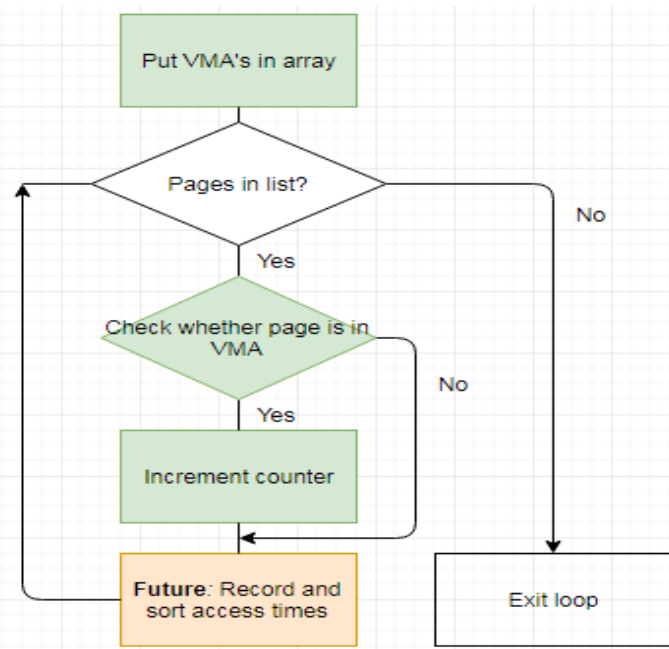 Put VMA's in array
Pages in list?
No
Yes
Check whether page is in
VMA
No
Yes
Increment counter
Future: Record and
sort access times
Exit loop